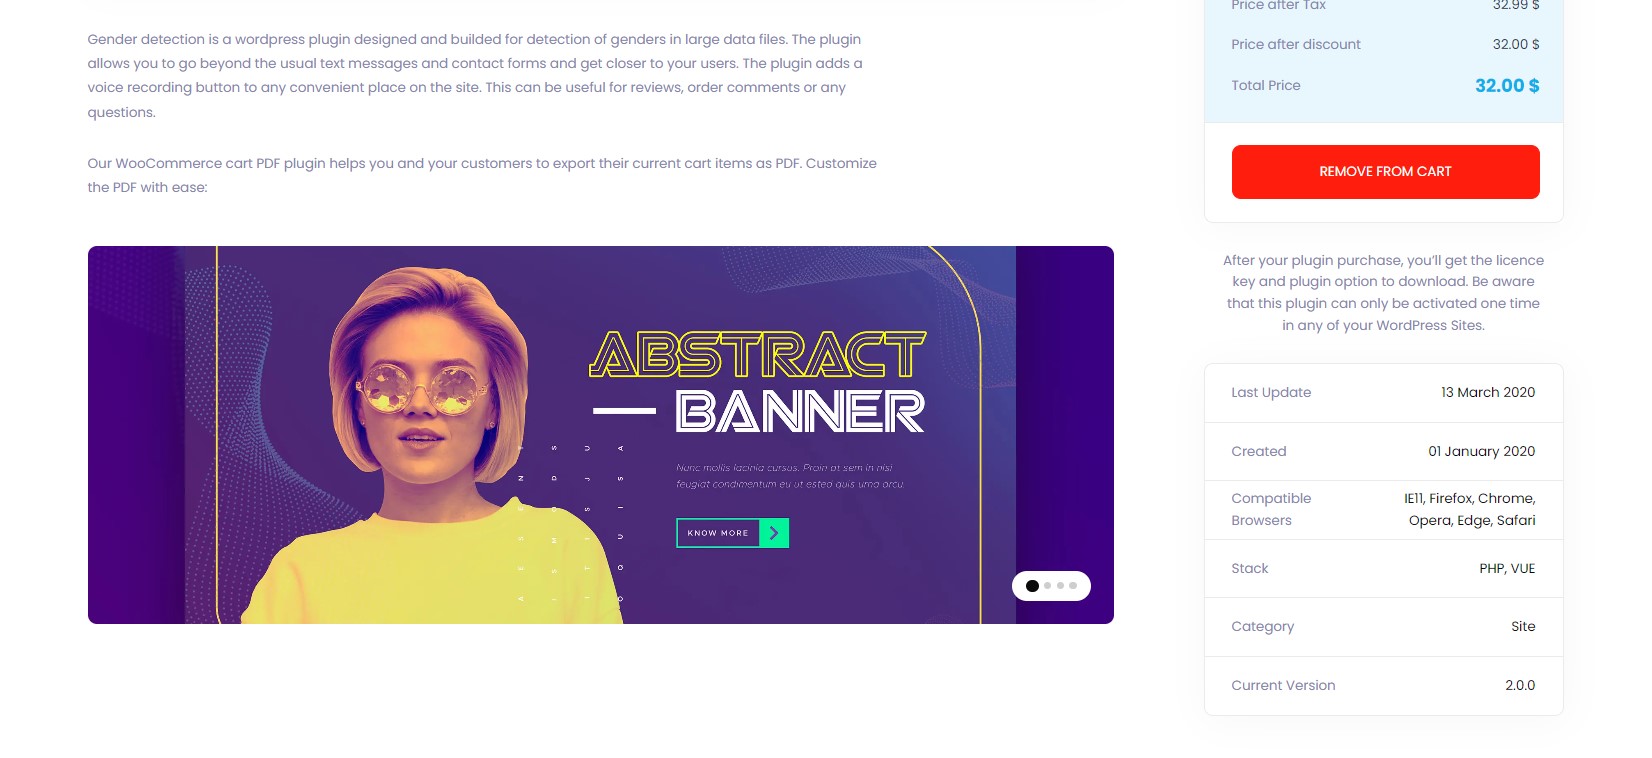 Gender detection is a wordpress plugin designed and builded for detection of genders in large data files. The plugin
allows you to go beyond the usual text messages and contact forms and get closer to your users. The plugin adds a
voice recording button to any convenient place on the site. This can be useful for reviews, order comments or any
questions.
Our WooCommerce cart PDF plugin helps you and your customers to export their current cart items as PDF. Customize
the PDF with ease:
ABSTRACT
— BANNER
Nunc mollis lacinia cursus. Proin at sem in nisi
feugiat condimentum eu ut ested quis urna arcu.
KNOW MORE
Price after Tax 32.99 $
Price after discount 32.00 $
Total Price 32.00 $
REMOVE FROM CART
After your plugin purchase, you’ll get the licence
key and plugin option to download. Be aware
that this plugin can only be activated one time
in any of your WordPress Sites.
Last Update 13 March 2020
Created 01 January 2020
Compatible IE11, Firefox, Chrome,
Browsers Opera, Edge, Safari
Stack PHP, VUE
Category Site
Current Version 2.0.0